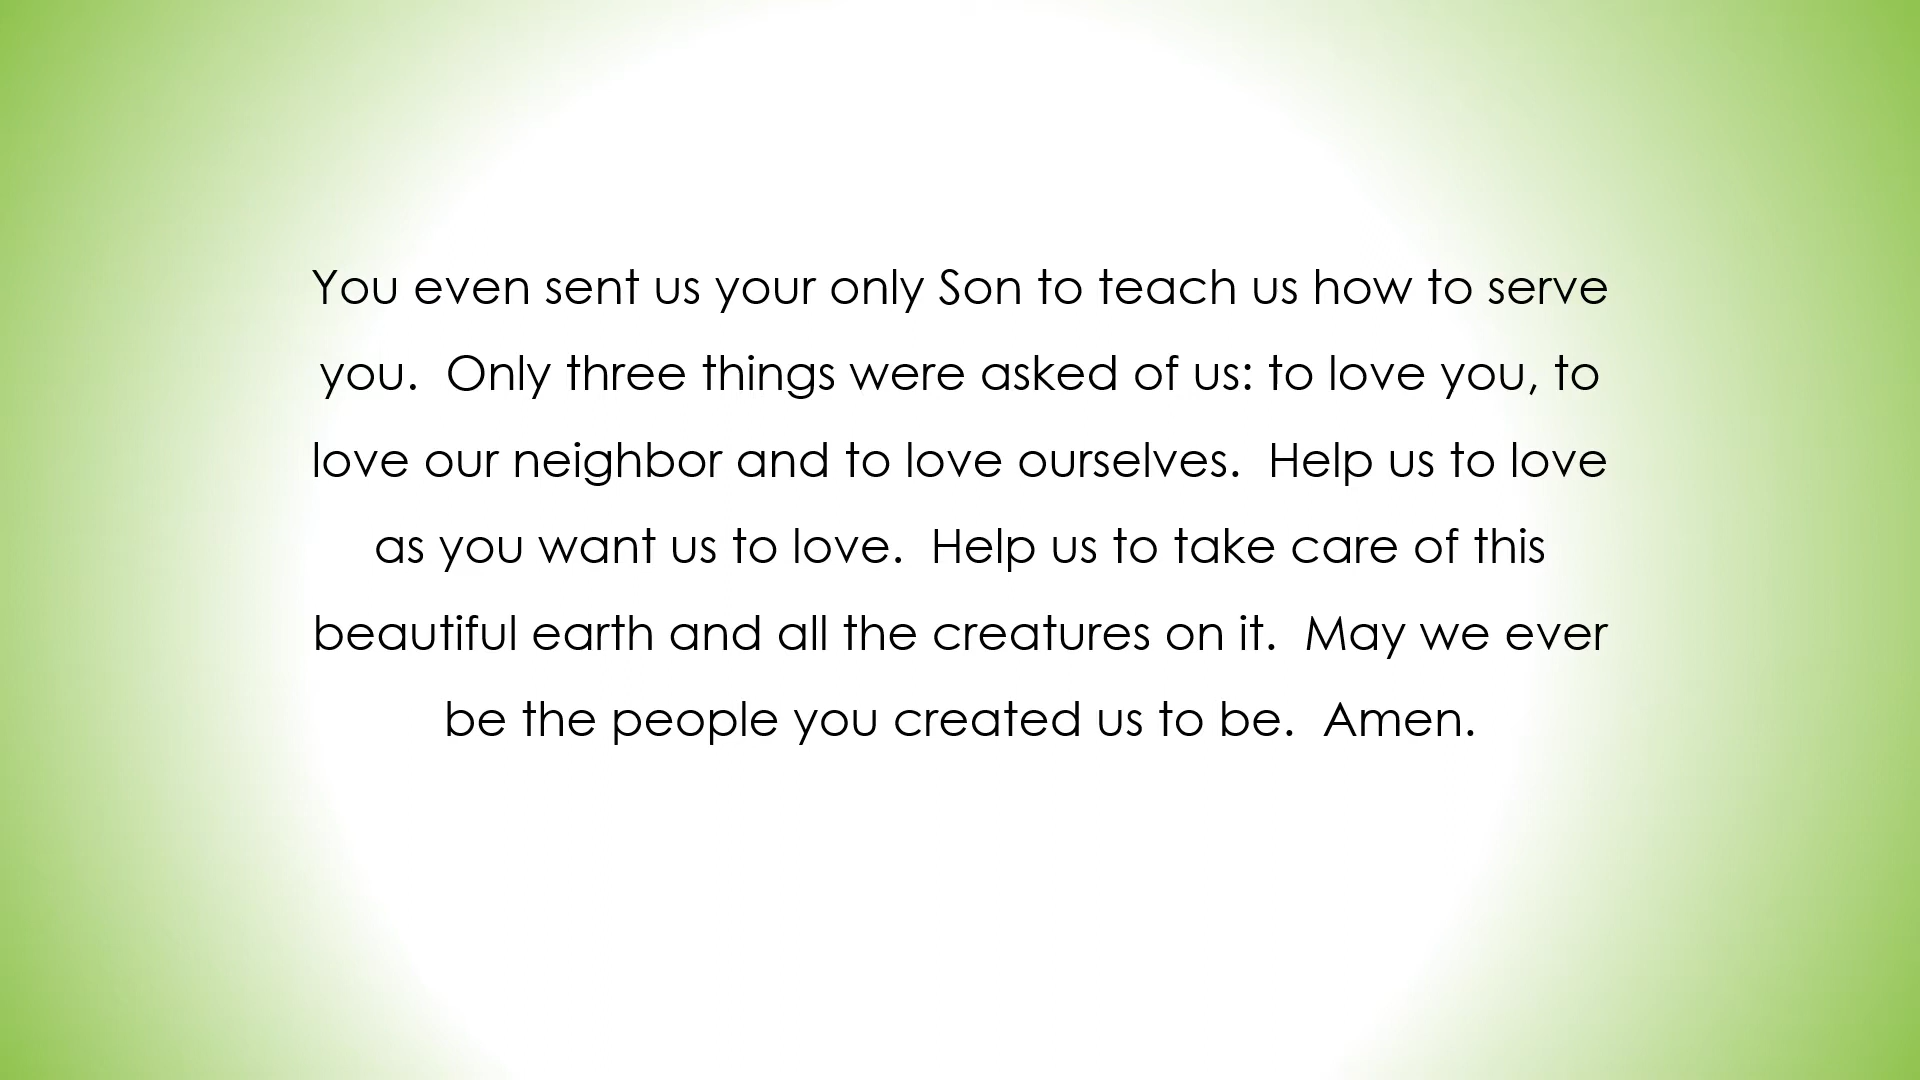 You even sent us your only Son to teach us how to serve
you.  Only three things were asked of us: to love you, to
love our neighbor and to love ourselves.  Help us to love
as you want us to love.  Help us to take care of this
beautiful earth and all the creatures on it.  May we ever
be the people you created us to be.  Amen.